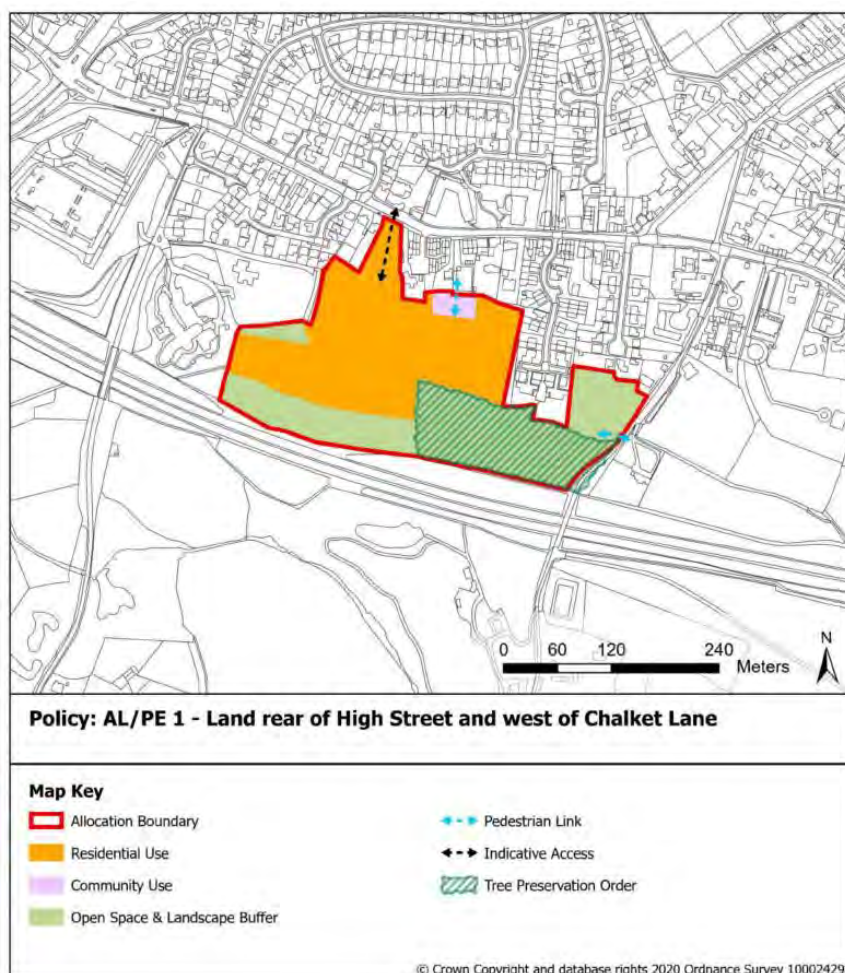 0 60 120 240
Meters
N
Policy: AL/PE 1 - Land rear of High Street and west of Chalket Lane
Map Key
Allocation Boundary
Residential Use
Community Use
Open Space & Landscape Buffer
Pedestrian Link
Indicative Access
Tree Preservation Order
© Crown Copyright and database rights 2020 Ordnance Survey 10002429